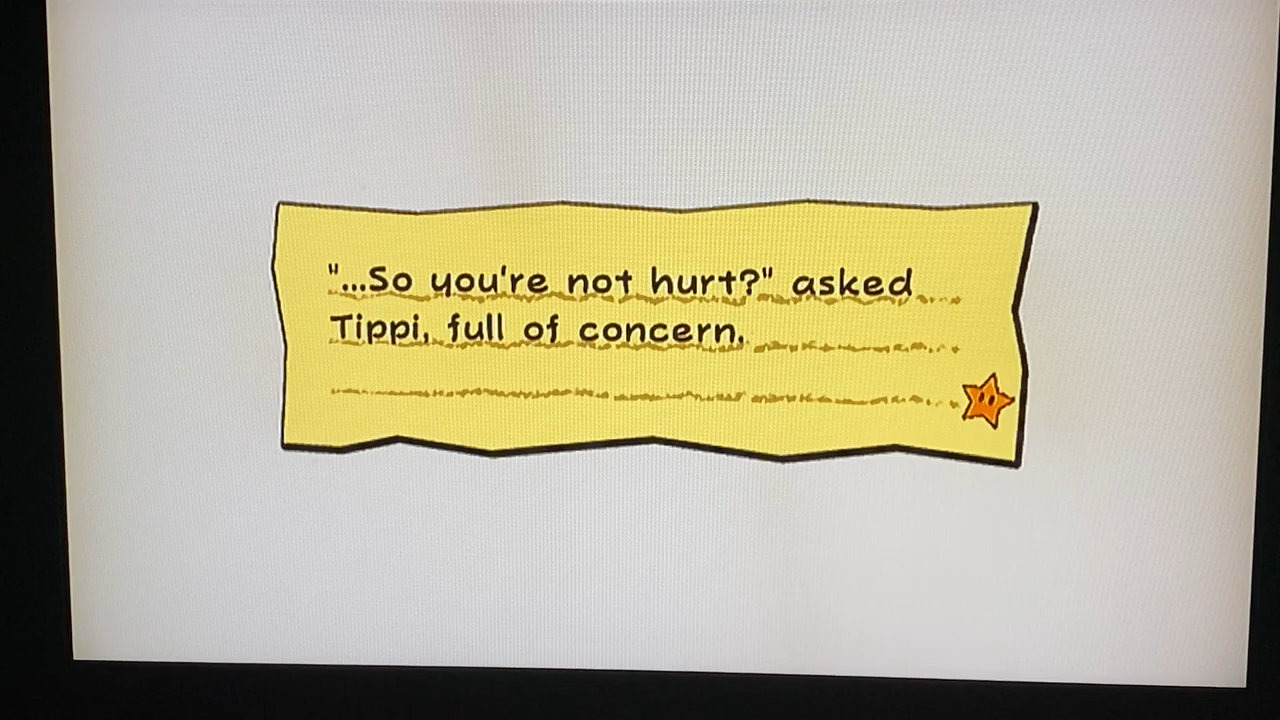 "...So you're not hurt?" asked
Tippi, full of concern.